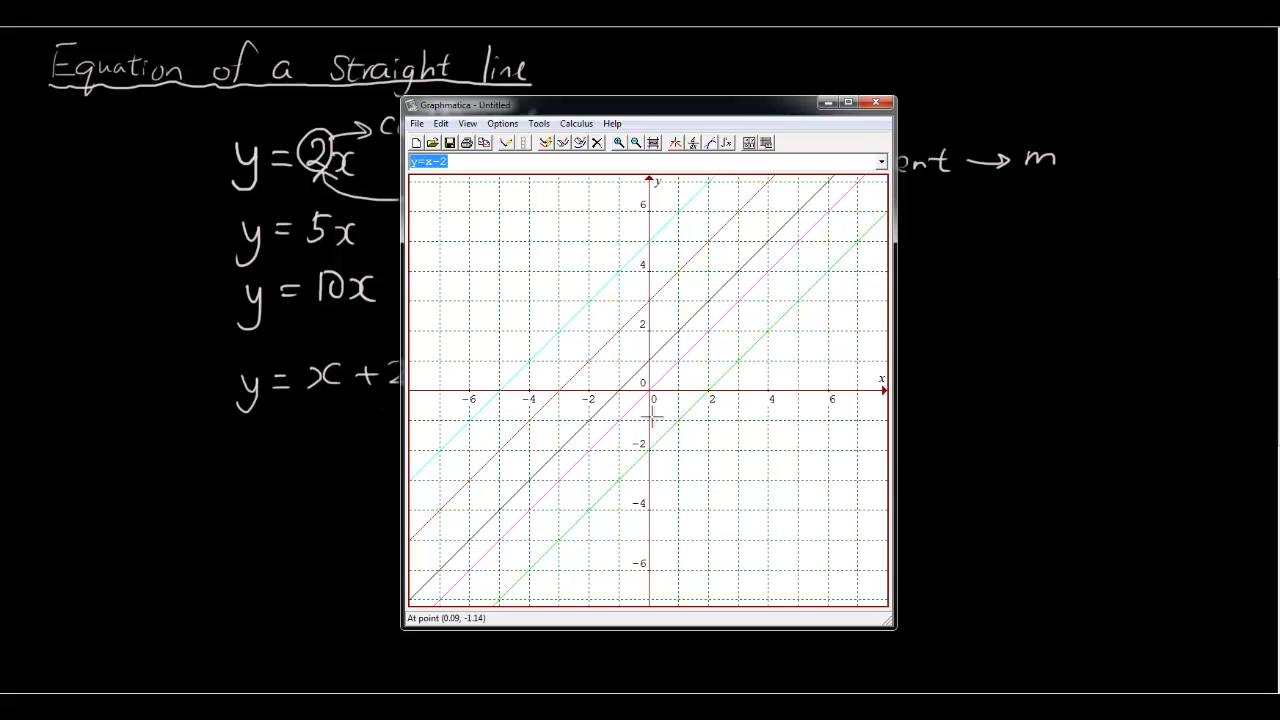 Equation of a straight line
y = 2x
y = 5x
y = 10x
y = x + 2
→ m
Graphmatica - Untitled
File Edit View Options Tools Calculus Help
y=x-2
y
6
4
2
0
x
-6 -4 -2 0 2 4 6
-2
-4
-6
At point (0.09, -1.14)